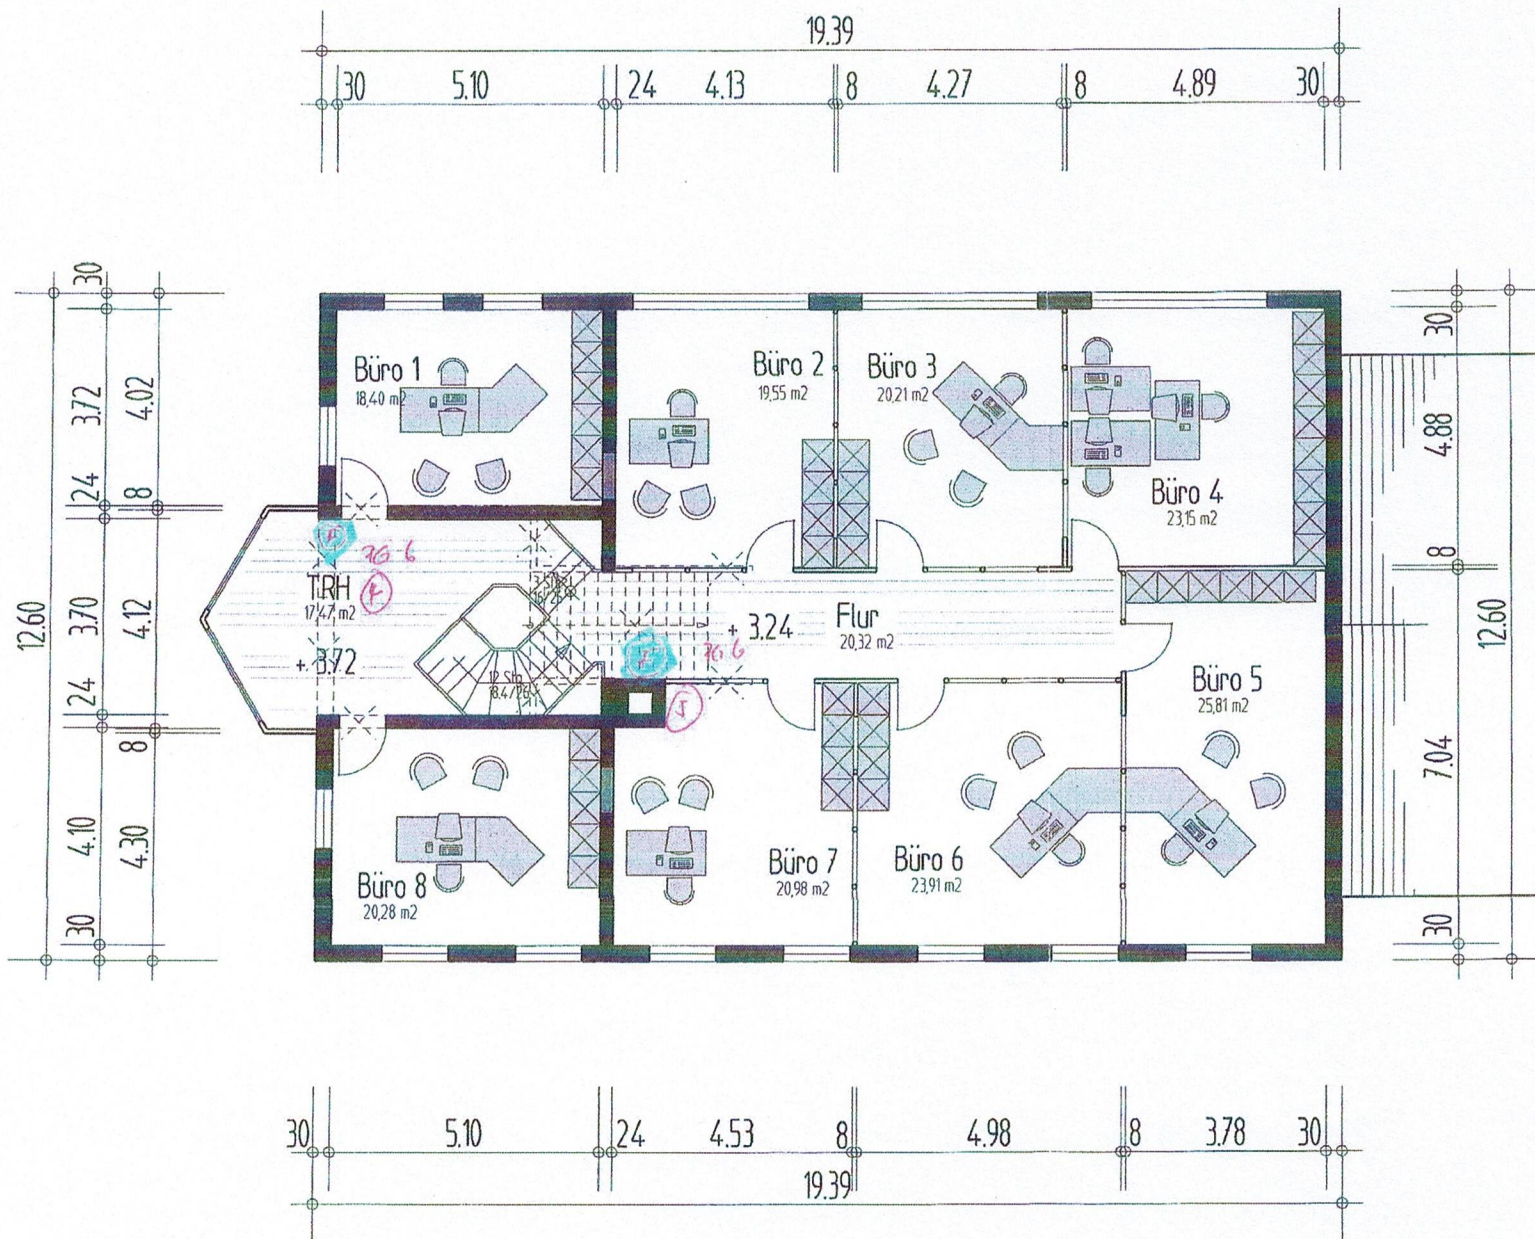 19.39
30 5.10 24 4.13 8 4.27 8 4.89 30
30
3.72 4.02
24 8
12.60 3.70 4.12
24
8
4.10 4.30
30
Büro 1
18,40 m2
Büro 2
19,55 m2
Büro 3
20,21 m2
Büro 4
23,15 m2
TRH
17,47 m2
+ 3.72
12 Stg
18.4/26
+ 3.24
Flur
20,32 m2
Büro 5
25,81 m2
Büro 8
20,28 m2
Büro 7
20,98 m2
Büro 6
23,91 m2
30
4.88
8
12.60
7.04
30
30 5.10 24 4.53 8 4.98 8 3.78 30
19.39